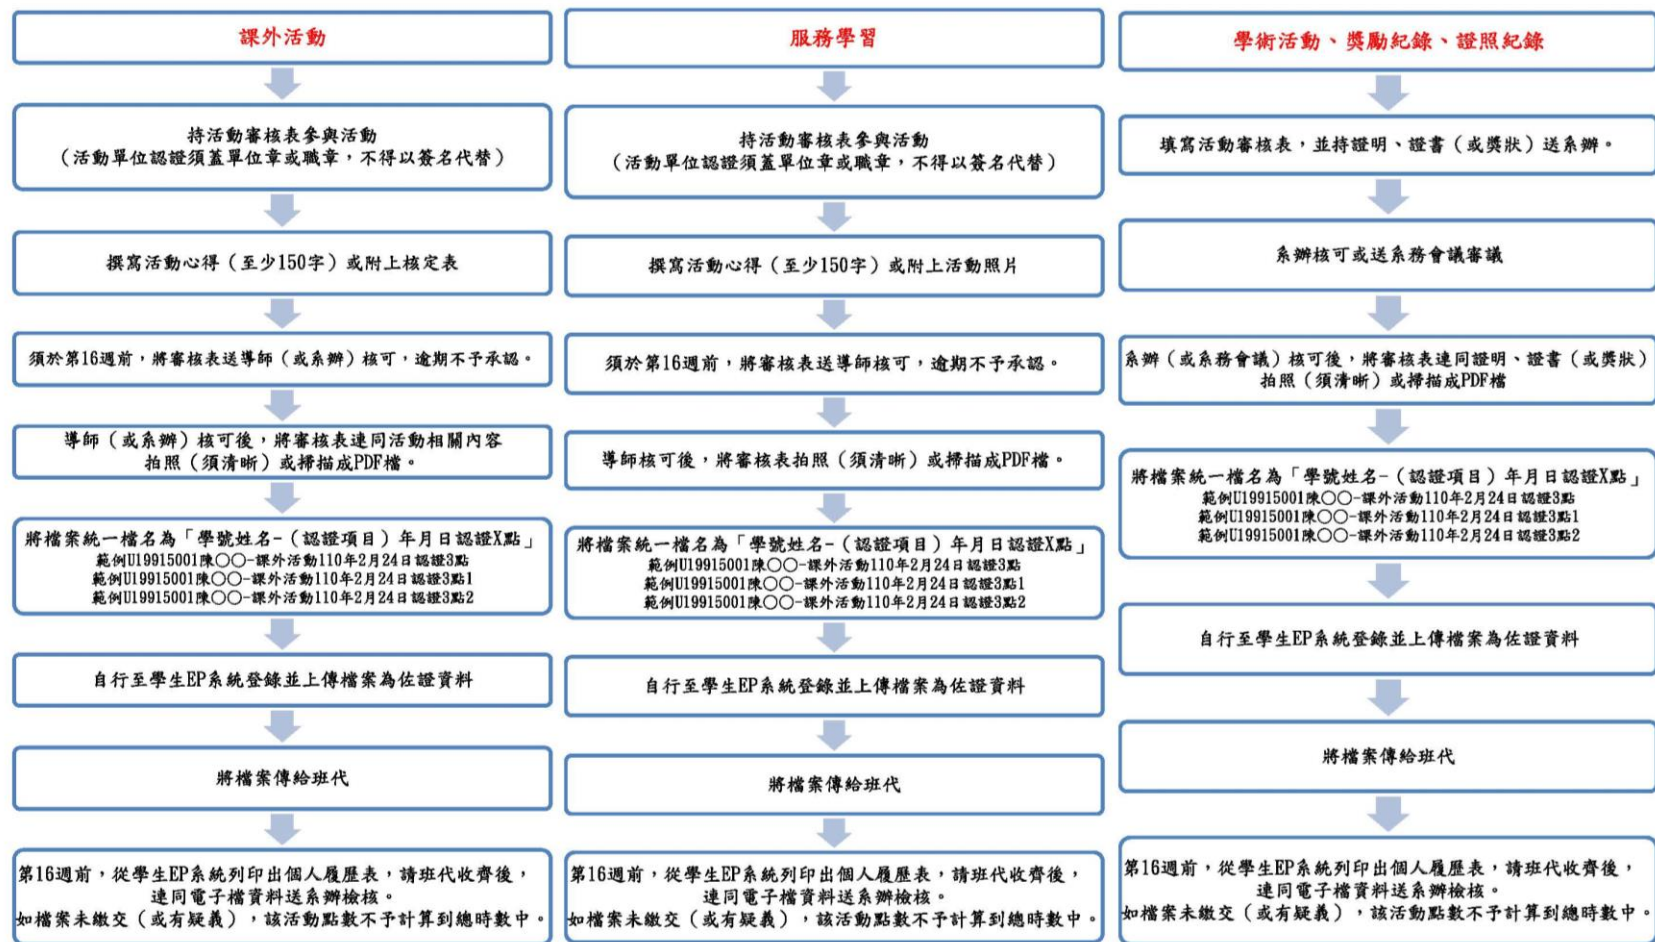 課外活動
持活動審核表參與活動
（活動單位認證須蓋單位章或職章，不得以簽名代替）
撰寫活動心得（至少150字）或附上核定表
須於第16週前，將審核表送導師（或系辦）核可，逾期不予承認。
導師（或系辦）核可後，將審核表連同活動相關內容
拍照（須清晰）或掃描成PDF檔。
將檔案統一檔名為「學號姓名-（認證項目）年月日認證X點」
範例U19915001陳〇〇-課外活動110年2月24日認證3點
範例U19915001陳〇〇-課外活動110年2月24日認證3點1
範例U19915001陳〇〇-課外活動110年2月24日認證3點2
自行至學生EP系統登錄並上傳檔案為佐證資料
將檔案傳給班代
第16週前，從學生EP系統列印出個人履歷表，請班代收齊後，
連同電子檔資料送系辦檢核。
如檔案未繳交（或有疑義），該活動點數不予計算到總時數中。
服務學習
持活動審核表參與活動
（活動單位認證須蓋單位章或職章，不得以簽名代替）
撰寫活動心得（至少150字）或附上活動照片
須於第16週前，將審核表送導師核可，逾期不予承認。
導師核可後，將審核表拍照（須清晰）或掃描成PDF檔。
將檔案統一檔名為「學號姓名-（認證項目）年月日認證X點」
範例U19915001陳〇〇-課外活動110年2月24日認證3點
範例U19915001陳〇〇-課外活動110年2月24日認證3點1
範例U19915001陳〇〇-課外活動110年2月24日認證3點2
自行至學生EP系統登錄並上傳檔案為佐證資料
將檔案傳給班代
第16週前，從學生EP系統列印出個人履歷表，請班代收齊後，
連同電子檔資料送系辦檢核。
如檔案未繳交（或有疑義），該活動點數不予計算到總時數中。
學術活動、獎勵紀錄、證照紀錄
填寫活動審核表，並持證明、證書（或獎狀）送系辦。
系辦核可或送系務會議審議
系辦（或系務會議）核可後，將審核表連同證明、證書（或獎狀）
拍照（須清晰）或掃描成PDF檔
將檔案統一檔名為「學號姓名-（認證項目）年月日認證X點」
範例U19915001陳〇〇-課外活動110年2月24日認證3點
範例U19915001陳〇〇-課外活動110年2月24日認證3點1
範例U19915001陳〇〇-課外活動110年2月24日認證3點2
自行至學生EP系統登錄並上傳檔案為佐證資料
將檔案傳給班代
第16週前，從學生EP系統列印出個人履歷表，請班代收齊後，
連同電子檔資料送系辦檢核。
如檔案未繳交（或有疑義），該活動點數不予計算到總時數中。